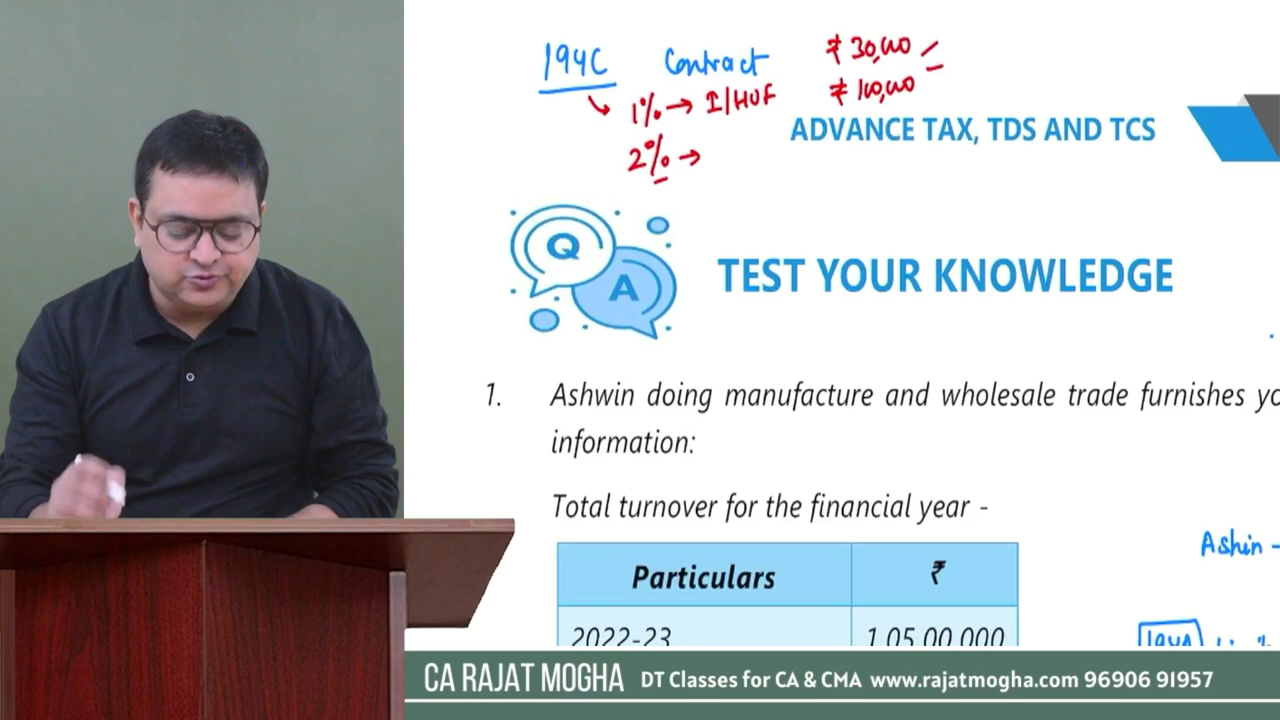 194C Contract ₹ 30,000
1% → I/HUF ₹ 1,00,000
2% →
ADVANCE TAX, TDS AND TCS
Q
A
TEST YOUR KNOWLEDGE
1. Ashwin doing manufacture and wholesale trade furnishes yo
information:
Total turnover for the financial year -
Ashin -
Particulars ₹
2022-23 1,05,00,000
194A
CA RAJAT MOGHA DT Classes for CA & CMA www.rajatmogha.com 96906 91957